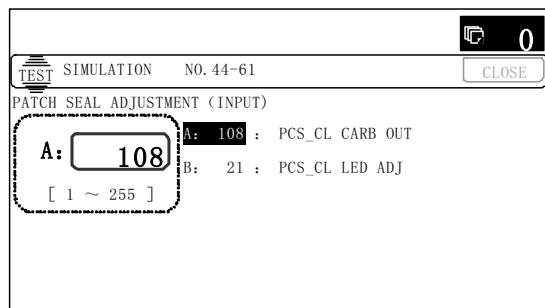 0
TEST SIMULATION NO. 44-61 CLOSE
PATCH SEAL ADJUSTMENT (INPUT)
A: 108
[ 1 ~ 255 ]
A: 108 : PCS_CL CARB OUT
B: 21 : PCS_CL LED ADJ